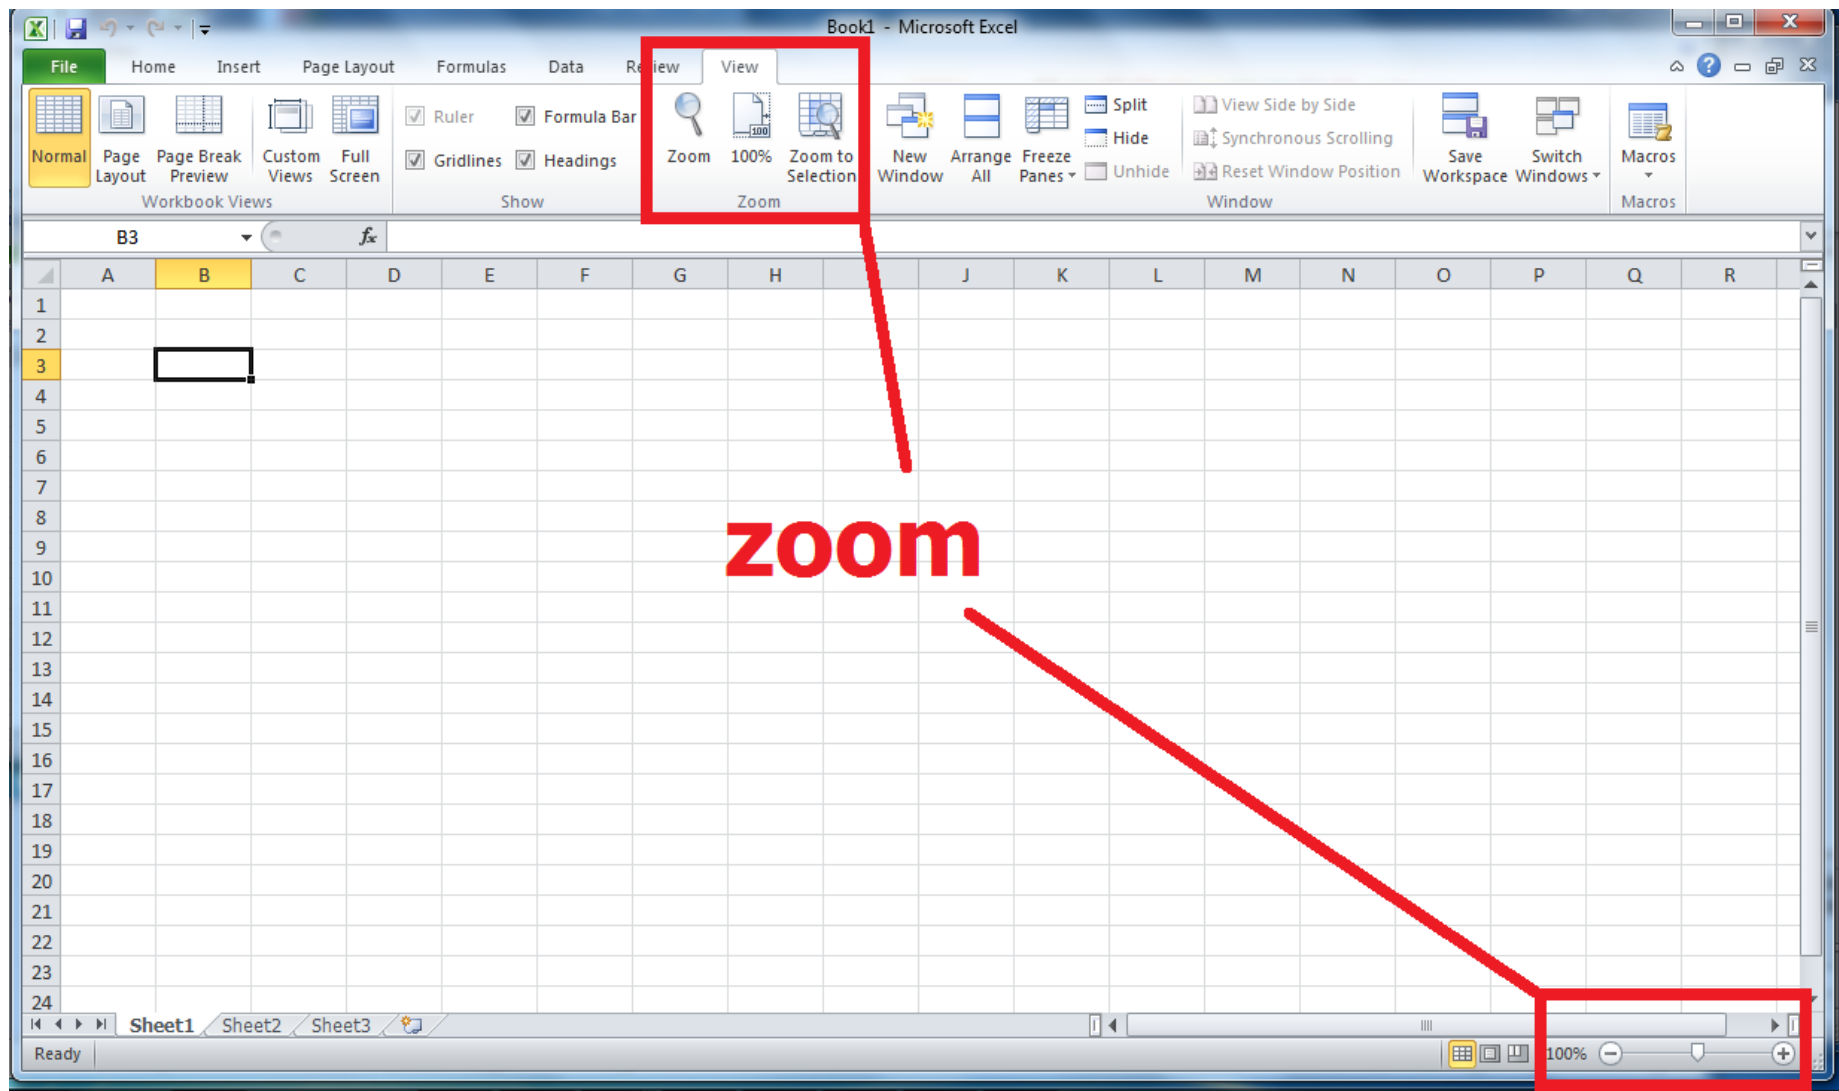 Book1 - Microsoft Excel
File Home Insert Page Layout Formulas Data Review View
Ruler Formula Bar
Gridlines Headings
Normal
Page Layout
Page Break Preview
Custom Views
Full Screen
Zoom
100
100%
Zoom to Selection
New Window
Arrange All
Freeze Panes
Split
Hide
Unhide
View Side by Side
Synchronous Scrolling
Reset Window Position
Save Workspace
Switch Windows
Macros
Workbook Views Show Zoom Window Macros
B3 fx
A B C D E F G H J K L M N O P Q R
1
2
3
4
5
6
7
8
9
10
11
12
13
14
15
16
17
18
19
20
21
22
23
24
zoom
Sheet1 Sheet2 Sheet3
Ready 100%